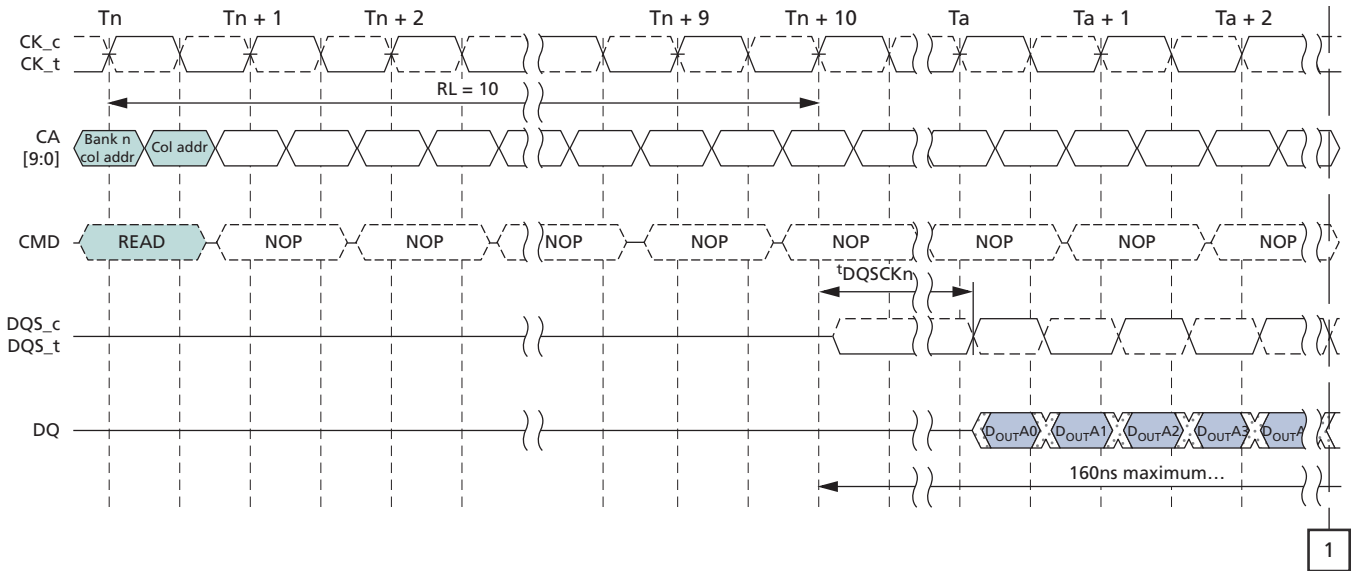 Tn Tn + 1 Tn + 2 Tn + 9 Tn + 10 Ta Ta + 1 Ta + 2
CK_c
CK_t
RL = 10
CA
[9:0]
Bank n
col addr
Col addr
CMD READ NOP NOP NOP NOP NOP NOP NOP NOP
tDQSCKn
DQS_c
DQS_t
DQ DOUTA0 DOUTA1 DOUTA2 DOUTA3 DOUTA
160ns maximum…
1